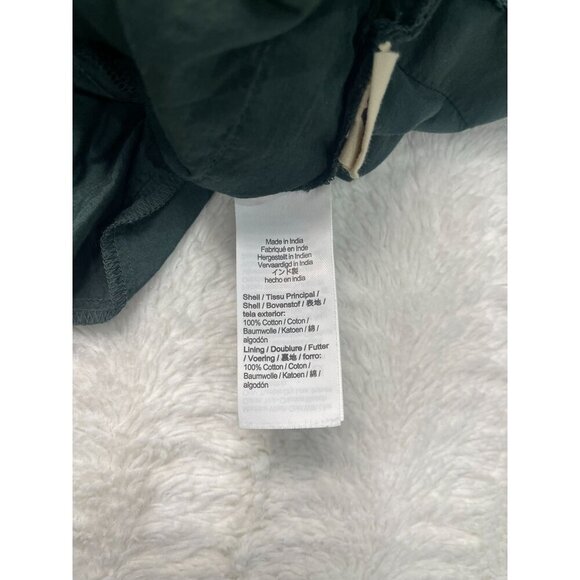 Made in India
Fabriqué en Inde
Hergestellt in Indien
Vervaardigd in Indien
インド製
hecho en india
Shell / Tissu Principal /
Shell / Bovenstof / 表地 /
tela exterior:
100% Cotton / Coton /
Baumwolle / Katoen / 綿 /
algodón
Lining / Doublure / Futter
/ Voering / 裏地 / forro:
100% Cotton / Coton /
Baumwolle / Katoen / 綿 /
algodón